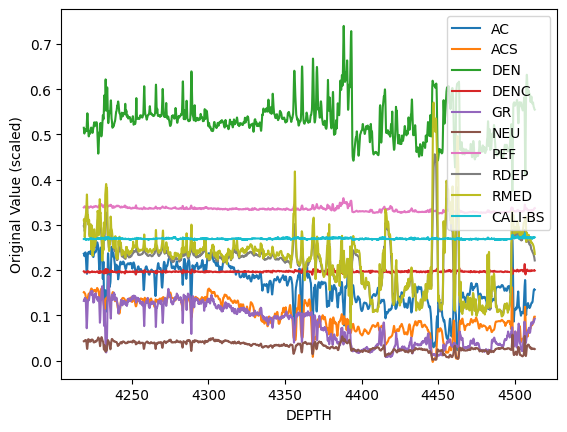 0.7
0.6
0.5
0.4
0.3
0.2
0.1
0.0
Original Value (scaled)
4250
4300
4350
4400
4450
4500
DEPTH
AC
ACS
DEN
DENC
GR
NEU
PEF
RDEP
RMED
CALI-BS